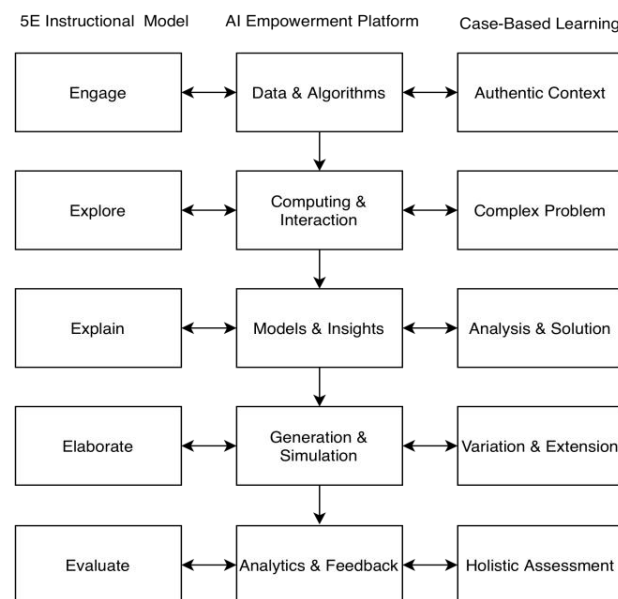 5E Instructional Model
AI Empowerment Platform
Case-Based Learning
Engage
Data & Algorithms
Authentic Context
Explore
Computing &
Interaction
Complex Problem
Explain
Models & Insights
Analysis & Solution
Elaborate
Generation &
Simulation
Variation & Extension
Evaluate
Analytics & Feedback
Holistic Assessment